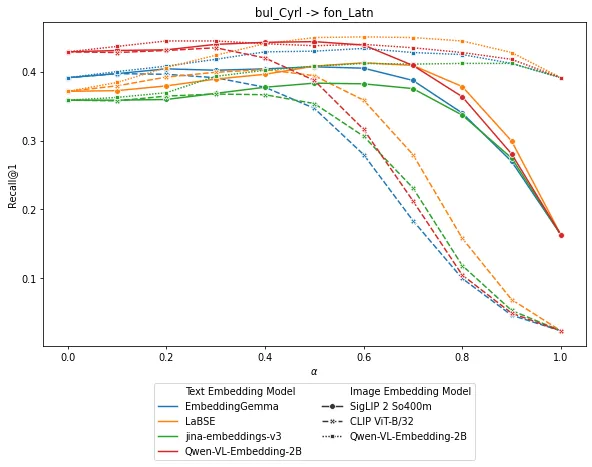 bul_Cyrl -> fon_Latn
Recall@1
0.4
0.3
0.2
0.1
0.0
0.2
0.4
0.6
0.8
1.0
α
Text Embedding Model
EmbeddingGemma
LaBSE
jina-embeddings-v3
Qwen-VL-Embedding-2B
Image Embedding Model
SigLIP 2 So400m
CLIP ViT-B/32
Qwen-VL-Embedding-2B